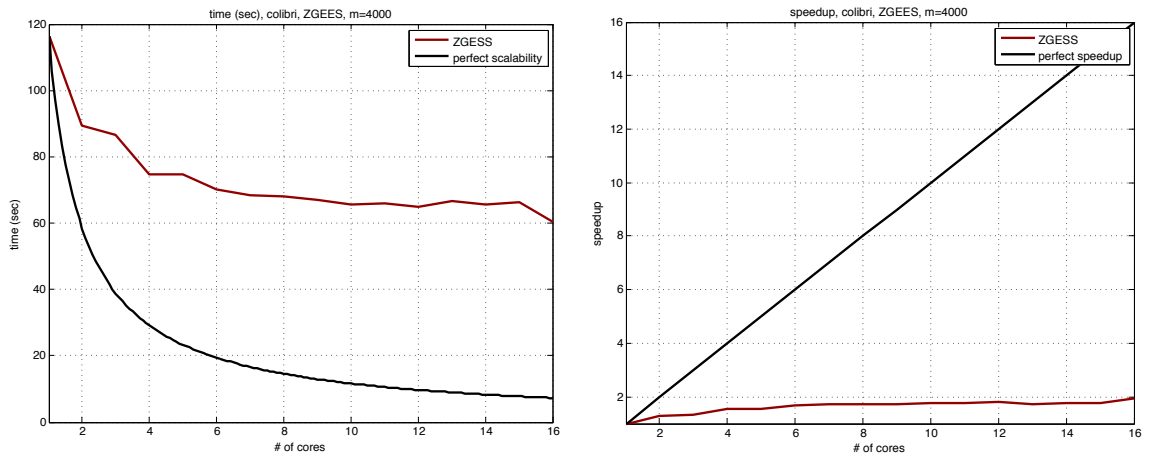 time (sec), colibri, ZGEES, m=4000
120
100
80
60
40
20
0
time (sec)
2 4 6 8 10 12 14 16
# of cores
ZGESS
perfect scalability
speedup, colibri, ZGEES, m=4000
16
14
12
10
8
6
4
2
speedup
2 4 6 8 10 12 14 16
# of cores
ZGESS
perfect speedup